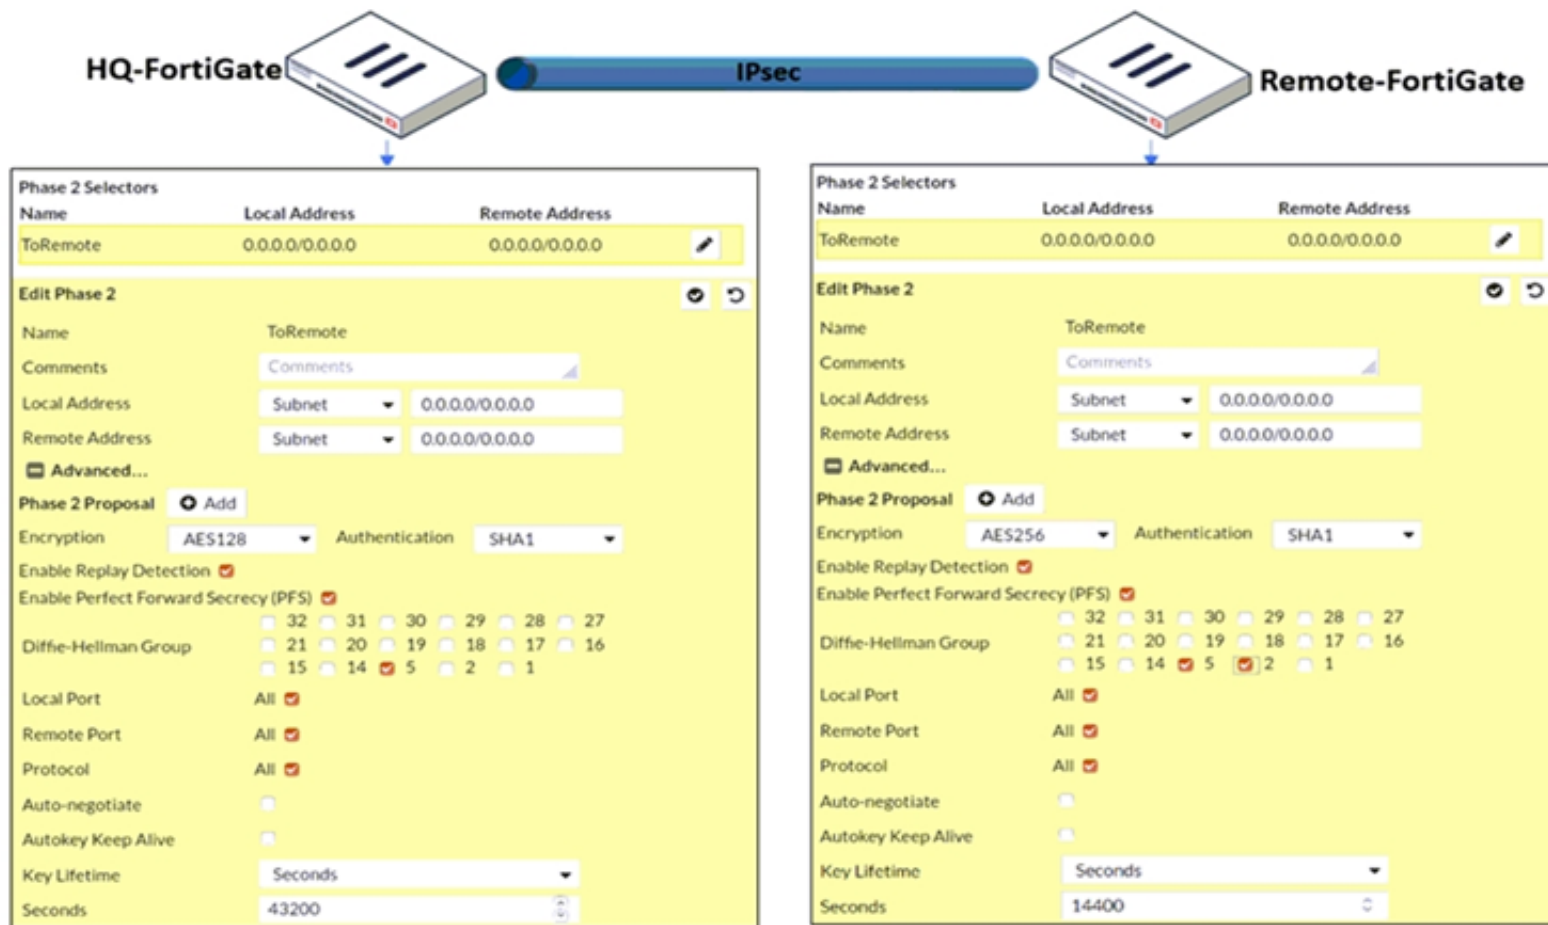 HQ-FortiGate
IPsec
Remote-FortiGate
Phase 2 Selectors
Name Local Address Remote Address
ToRemote 0.0.0.0/0.0.0.0 0.0.0.0/0.0.0.0
Edit Phase 2
Name ToRemote
Comments Comments
Local Address Subnet 0.0.0.0/0.0.0.0
Remote Address Subnet 0.0.0.0/0.0.0.0
Advanced...
Phase 2 Proposal Add
Encryption AES128 Authentication SHA1
Enable Replay Detection
Enable Perfect Forward Secrecy (PFS)
32 31 30 29 28 27
Diffie-Hellman Group 21 20 19 18 17 16
15 14 5 2 1
Local Port All
Remote Port All
Protocol All
Auto-negotiate
Autokey Keep Alive
Key Lifetime Seconds
Seconds 43200
Phase 2 Selectors
Name Local Address Remote Address
ToRemote 0.0.0.0/0.0.0.0 0.0.0.0/0.0.0.0
Edit Phase 2
Name ToRemote
Comments Comments
Local Address Subnet 0.0.0.0/0.0.0.0
Remote Address Subnet 0.0.0.0/0.0.0.0
Advanced...
Phase 2 Proposal Add
Encryption AES256 Authentication SHA1
Enable Replay Detection
Enable Perfect Forward Secrecy (PFS)
32 31 30 29 28 27
Diffie-Hellman Group 21 20 19 18 17 16
15 14 5 2 1
Local Port All
Remote Port All
Protocol All
Auto-negotiate
Autokey Keep Alive
Key Lifetime Seconds
Seconds 14400